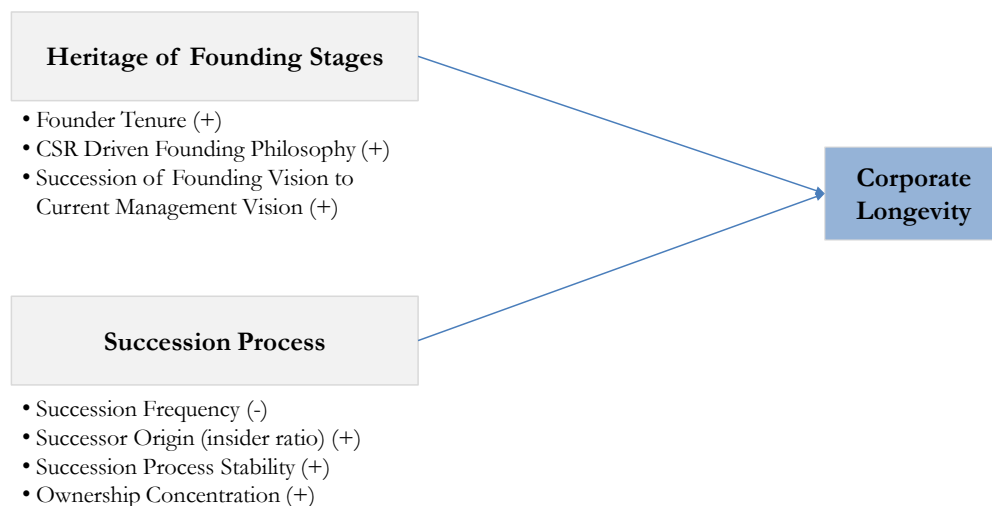 Heritage of Founding Stages
• Founder Tenure (+)
• CSR Driven Founding Philosophy (+)
• Succession of Founding Vision to
Current Management Vision (+)
Corporate
Longevity
Succession Process
• Succession Frequency (-)
• Successor Origin (insider ratio) (+)
• Succession Process Stability (+)
• Ownership Concentration (+)